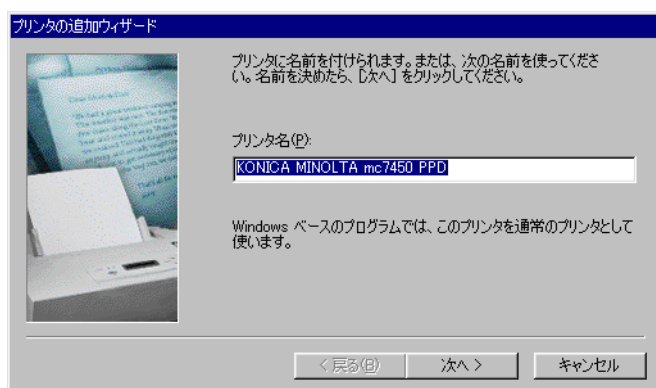 プリンタの追加ウィザード
プリンタに名前を付けられます。または、次の名前を使ってくださ
い。名前を決めたら、[次へ] をクリックしてください。
プリンタ名(P):
KONICA MINOLTA mc7450 PPD
Windows ベースのプログラムでは、このプリンタを通常のプリンタとして
使います。
< 戻る(B)
次へ >
キャンセル